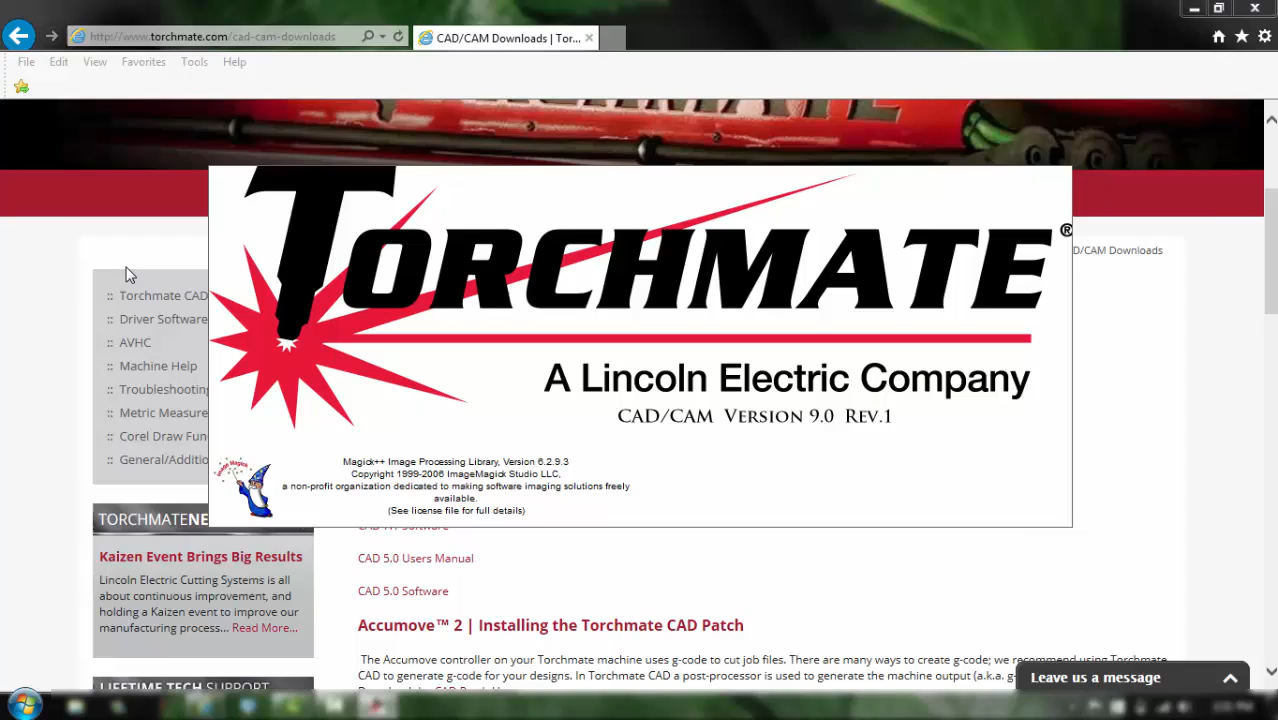 http://www.torchmate.com/cad-cam-downloads
CAD/CAM Downloads | Tor...
File Edit View Favorites Tools Help
TORCHMATE®
A Lincoln Electric Company
CAD/CAM Version 9.0 Rev.1
Magick++ Image Processing Library, Version 6.2.9.3
Copyright 1999-2006 ImageMagick Studio LLC,
a non-profit organization dedicated to making software imaging solutions freely
available.
(See license file for full details)
Image Magick
D/CAM Downloads
:: Torchmate CAD
:: Driver Software
:: AVHC
:: Machine Help
:: Troubleshooting
:: Metric Measure
:: Corel Draw Fun
:: General/Additio
TORCHMATENE
Kaizen Event Brings Big Results
Lincoln Electric Cutting Systems is all
about continuous improvement, and
holding a Kaizen event to improve our
manufacturing process... Read More...
LIFETIME TECH SUPPORT
CAD 5.0 Users Manual
CAD 5.0 Software
Accumove™ 2 | Installing the Torchmate CAD Patch
The Accumove controller on your Torchmate machine uses g-code to cut job files. There are many ways to create g-code; we recommend using Torchmate
CAD to generate g-code for your designs. In Torchmate CAD a post-processor is used to generate the machine output (a.k.a. g-
Leave us a message